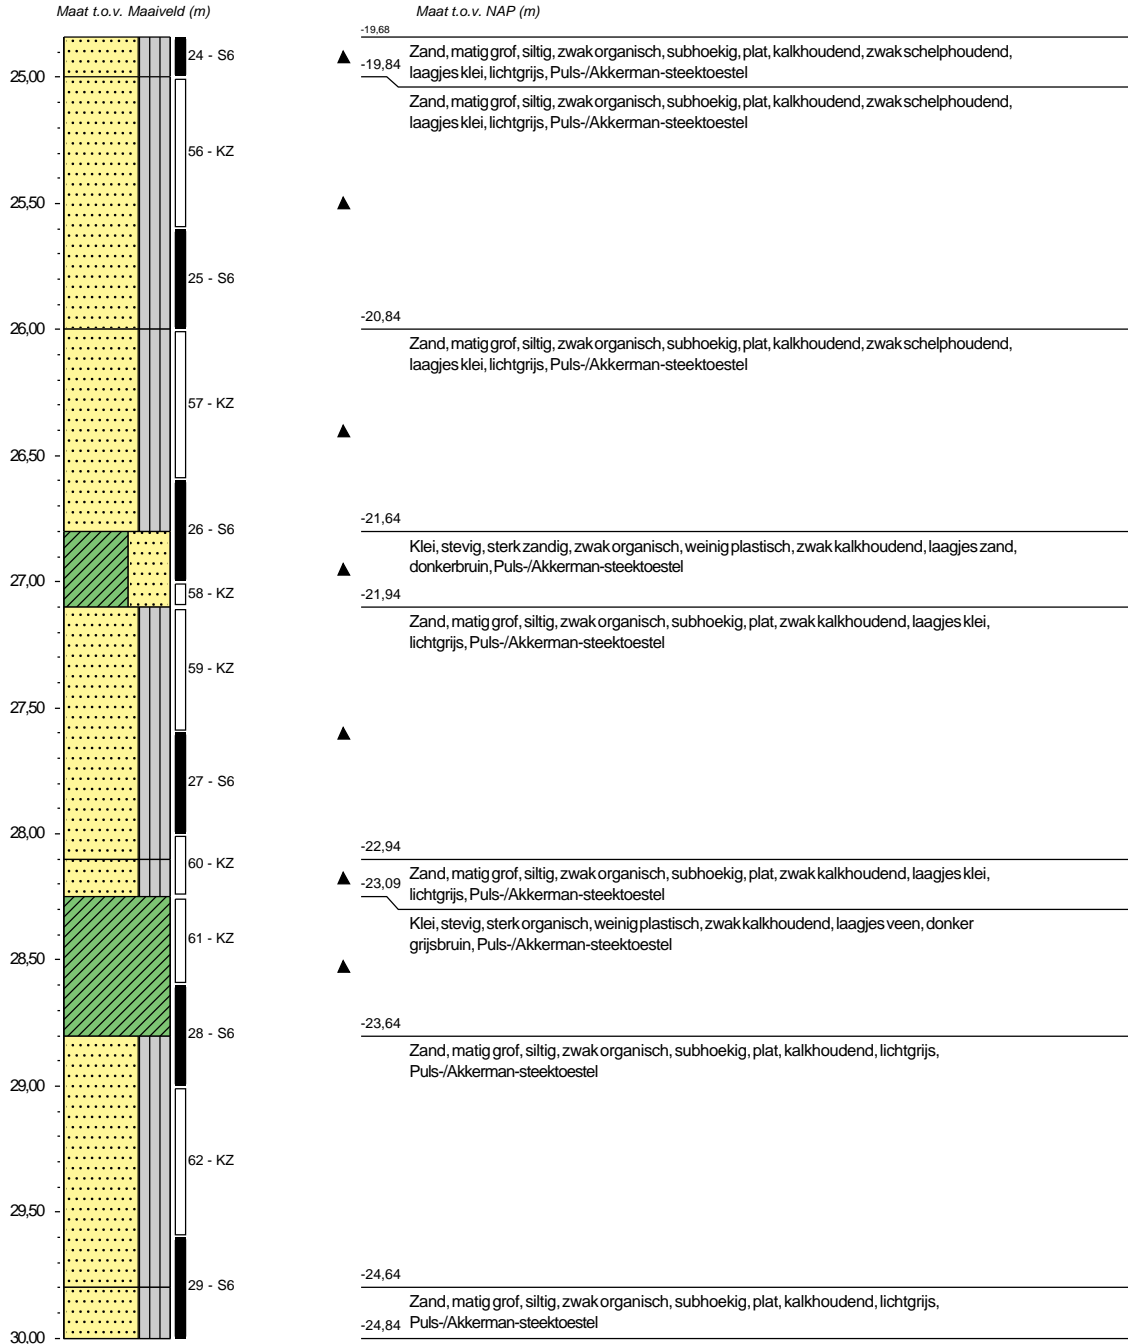 Maat t.o.v. Maaiveld (m)
Maat t.o.v. NAP (m)
-19,68
24 - S6
Zand, matig grof, siltig, zwak organisch, subhoekig, plat, kalkhoudend, zwak schelphoudend,
laagjes klei, lichtgrijs, Puls-/Akkerman-steektoestel
25,00
-19,84
Zand, matig grof, siltig, zwak organisch, subhoekig, plat, kalkhoudend, zwak schelphoudend,
laagjes klei, lichtgrijs, Puls-/Akkerman-steektoestel
56 - KZ
25,50
25 - S6
26,00
-20,84
Zand, matig grof, siltig, zwak organisch, subhoekig, plat, kalkhoudend, zwak schelphoudend,
laagjes klei, lichtgrijs, Puls-/Akkerman-steektoestel
57 - KZ
26,50
26 - S6
-21,64
Klei, stevig, sterk zandig, zwak organisch, weinig plastisch, zwak kalkhoudend, laagjes zand,
donkerbruin, Puls-/Akkerman-steektoestel
27,00
58 - KZ
-21,94
Zand, matig grof, siltig, zwak organisch, subhoekig, plat, zwak kalkhoudend, laagjes klei,
lichtgrijs, Puls-/Akkerman-steektoestel
59 - KZ
27,50
27 - S6
28,00
-22,94
60 - KZ
Zand, matig grof, siltig, zwak organisch, subhoekig, plat, zwak kalkhoudend, laagjes klei,
lichtgrijs, Puls-/Akkerman-steektoestel
-23,09
Klei, stevig, sterk organisch, weinig plastisch, zwak kalkhoudend, laagjes veen, donker
grijsbruin, Puls-/Akkerman-steektoestel
61 - KZ
28,50
28 - S6
-23,64
Zand, matig grof, siltig, zwak organisch, subhoekig, plat, kalkhoudend, lichtgrijs,
Puls-/Akkerman-steektoestel
29,00
62 - KZ
29,50
29 - S6
-24,64
Zand, matig grof, siltig, zwak organisch, subhoekig, plat, kalkhoudend, lichtgrijs,
Puls-/Akkerman-steektoestel
-24,84
30,00